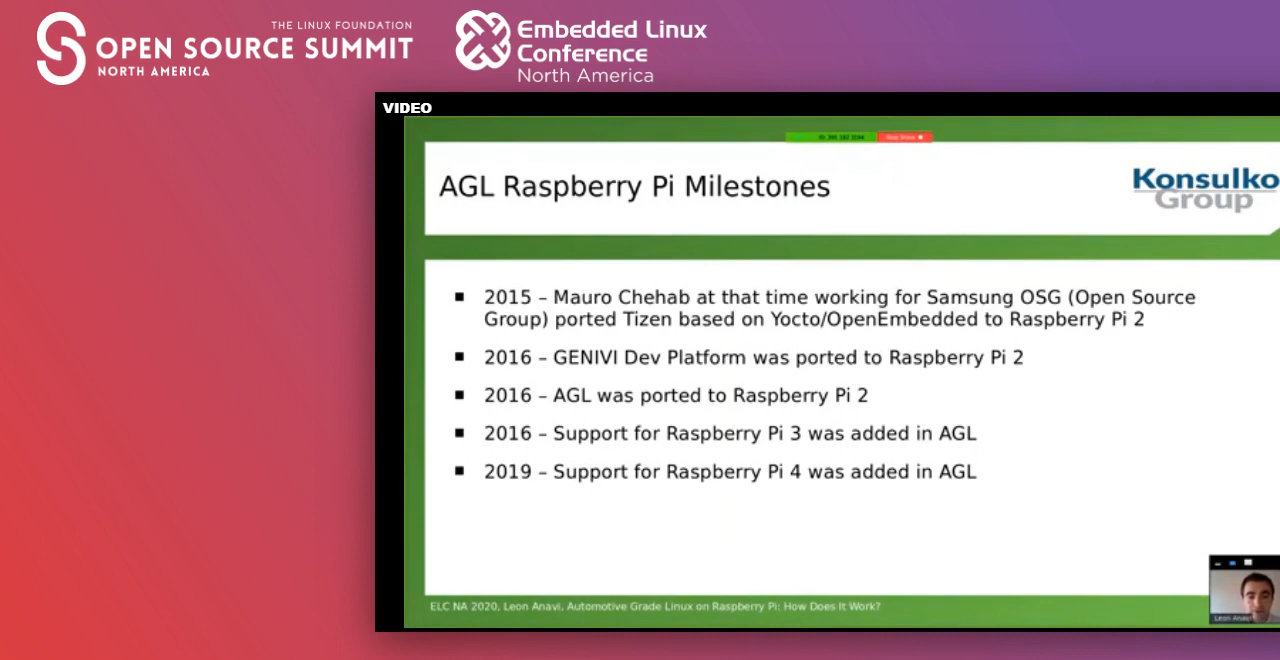 THE LINUX FOUNDATION
OPEN SOURCE SUMMIT
NORTH AMERICA
Embedded Linux
Conference
North America
VIDEO
AGL Raspberry Pi Milestones
Konsulko
Group
■ 2015 – Mauro Chehab at that time working for Samsung OSG (Open Source
Group) ported Tizen based on Yocto/OpenEmbedded to Raspberry Pi 2
■ 2016 – GENIVI Dev Platform was ported to Raspberry Pi 2
■ 2016 – AGL was ported to Raspberry Pi 2
■ 2016 – Support for Raspberry Pi 3 was added in AGL
■ 2019 – Support for Raspberry Pi 4 was added in AGL
ELC NA 2020, Leon Anavi, Automotive Grade Linux on Raspberry Pi: How Does It Work?
Leon Anavi